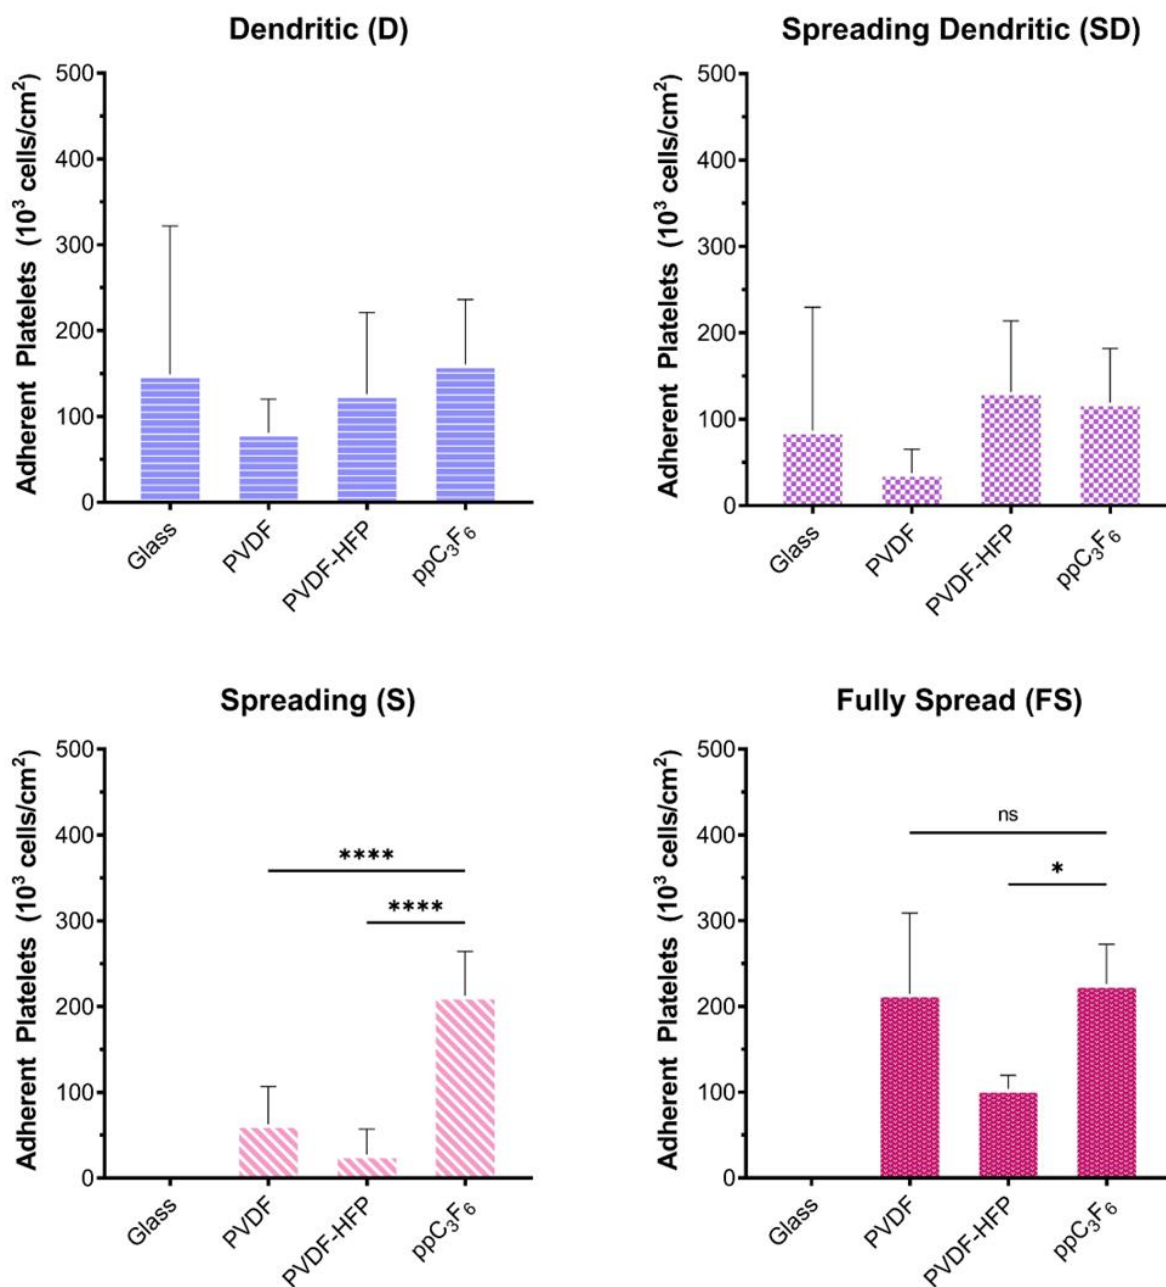 Dendritic (D)
Adherent Platelets (10³ cells/cm²)
500
400
300
200
100
0
Glass
PVDF
PVDF-HFP
ppC₃F₆
Spreading Dendritic (SD)
Adherent Platelets (10³ cells/cm²)
500
400
300
200
100
0
Glass
PVDF
PVDF-HFP
ppC₃F₆
Spreading (S)
Adherent Platelets (10³ cells/cm²)
500
400
300
200
100
0
****
****
Glass
PVDF
PVDF-HFP
ppC₃F₆
Fully Spread (FS)
Adherent Platelets (10³ cells/cm²)
500
400
300
200
100
0
ns
*
Glass
PVDF
PVDF-HFP
ppC₃F₆